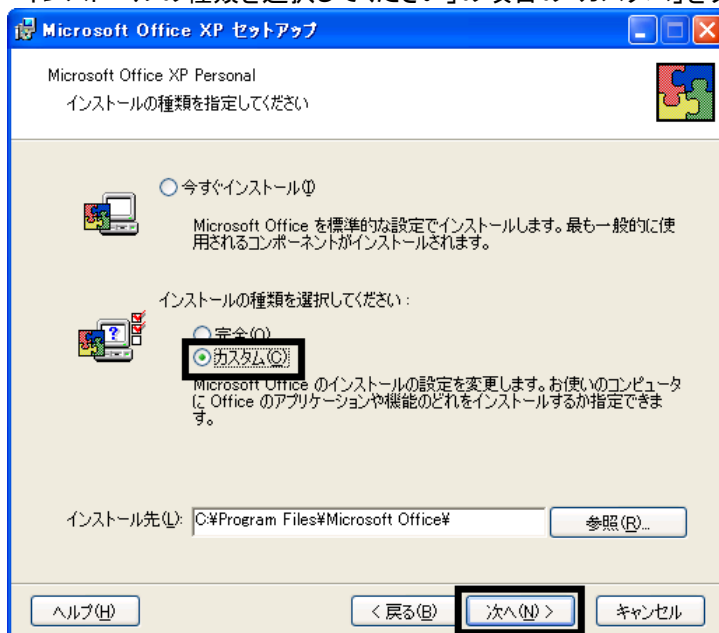 Microsoft Office XP セットアップ
Microsoft Office XP Personal
インストールの種類を指定してください
今すぐインストール(I)
Microsoft Office を標準的な設定でインストールします。最も一般的に使
用されるコンポーネントがインストールされます。
インストールの種類を選択してください :
完全(O)
カスタム(C)
Microsoft Office のインストールの設定を変更します。お使いのコンピュータ
に Office のアプリケーションや機能のどれをインストールするか指定できま
す。
インストール先(L): C:¥Program Files¥Microsoft Office¥ 参照(R)...
ヘルプ(H) < 戻る(B) 次へ(N) > キャンセル